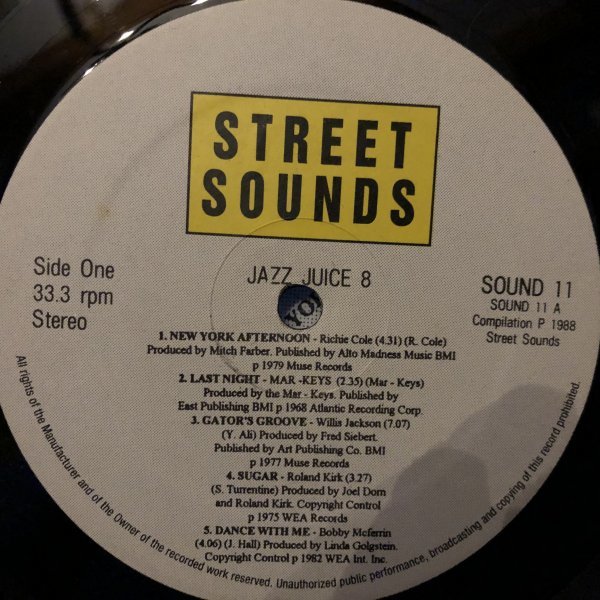 STREET
SOUNDS
JAZZ JUICE 8
Side One
33.3 rpm
Stereo
SOUND 11
SOUND 11 A
Compilation P 1988
Street Sounds
YO
1. NEW YORK AFTERNOON - Richie Cole (4.31) (R. Cole)
Produced by Mitch Farber. Published by Alto Madness Music BMI
p 1979 Muse Records
2. LAST NIGHT - MAR -KEYS (2.35) (Mar - Keys)
Produced by the Mar - Keys. Published by
East Publishing BMI p 1968 Atlantic Recording Corp.
3. GATOR'S GROOVE - Willis Jackson (7.07)
(Y. Ali) Produced by Fred Siebert.
Published by Art Publishing Co. BMI
p 1977 Muse Records
4. SUGAR - Roland Kirk (3.27)
(S. Turrentine) Produced by Joel Dorn
and Roland Kirk. Copyright Control
p 1975 WEA Records
5. DANCE WITH ME - Bobby Mcferrin
(4.06) (J. Hall) Produced by Linda Golgstein.
Copyright Control p 1982 WEA Int. Inc.
All rights of the Manufacturer and of the Owner of the recorded work reserved. Unauthorized public performance, broadcasting and copying of this record prohibited.